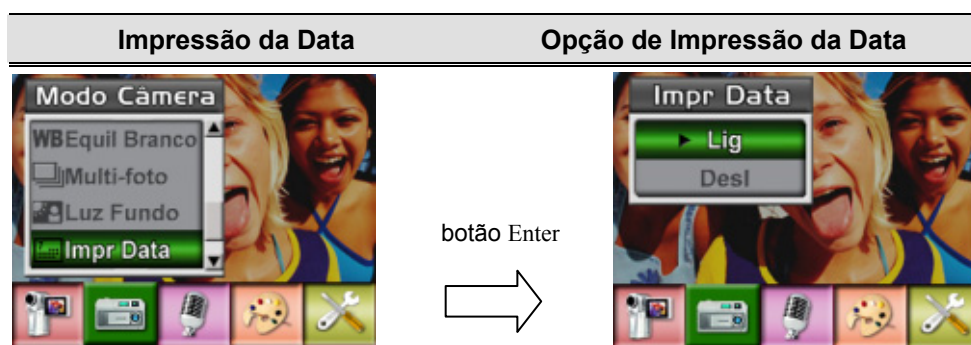 Impressão da Data
Opção de Impressão da Data
Modo Câmera
WB Equil Branco
Multi-foto
Luz Fundo
Impr Data
botão Enter
Impr Data
Lig
Desl